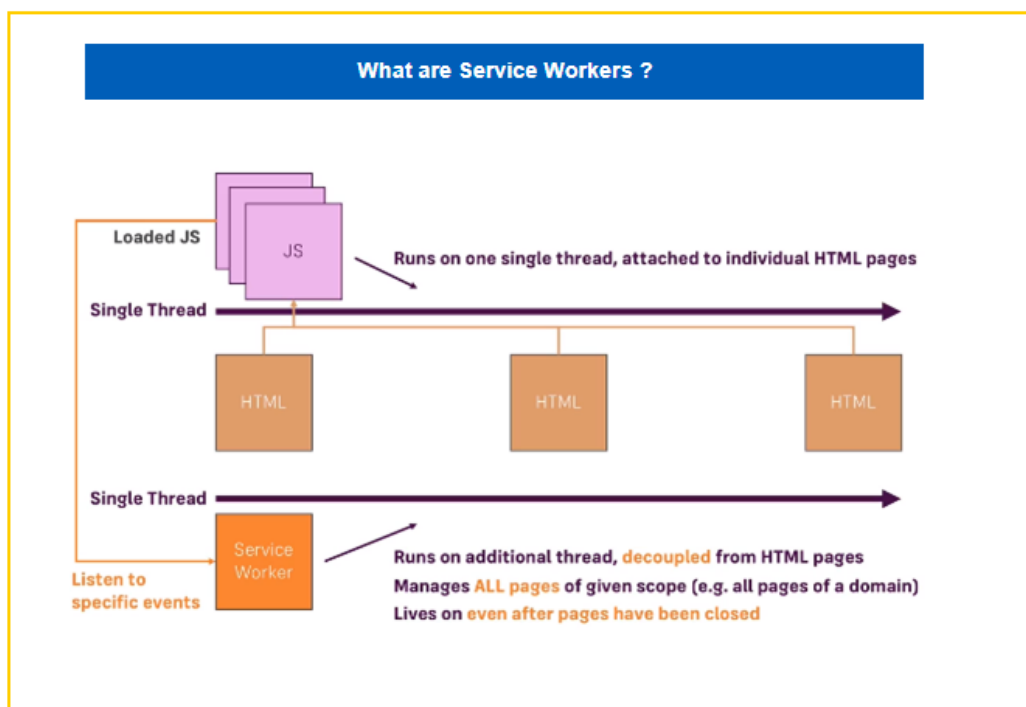 What are Service Workers ?
Loaded JS
JS
Runs on one single thread, attached to individual HTML pages
Single Thread
HTML
HTML
HTML
Single Thread
Service
Worker
Listen to
specific events
Runs on additional thread, decoupled from HTML pages
Manages ALL pages of given scope (e.g. all pages of a domain)
Lives on even after pages have been closed